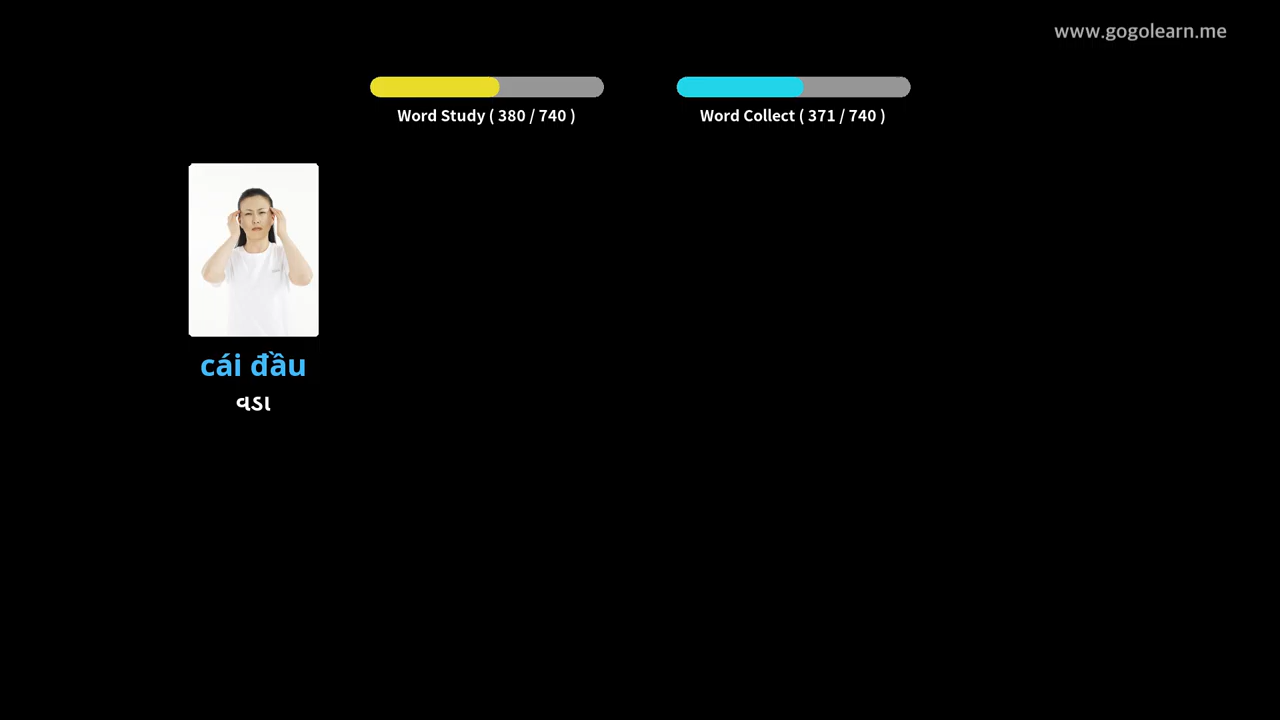 www.gogolearn.me
Word Study ( 380 / 740 )
Word Collect ( 371 / 740 )
cái đầu
વડા